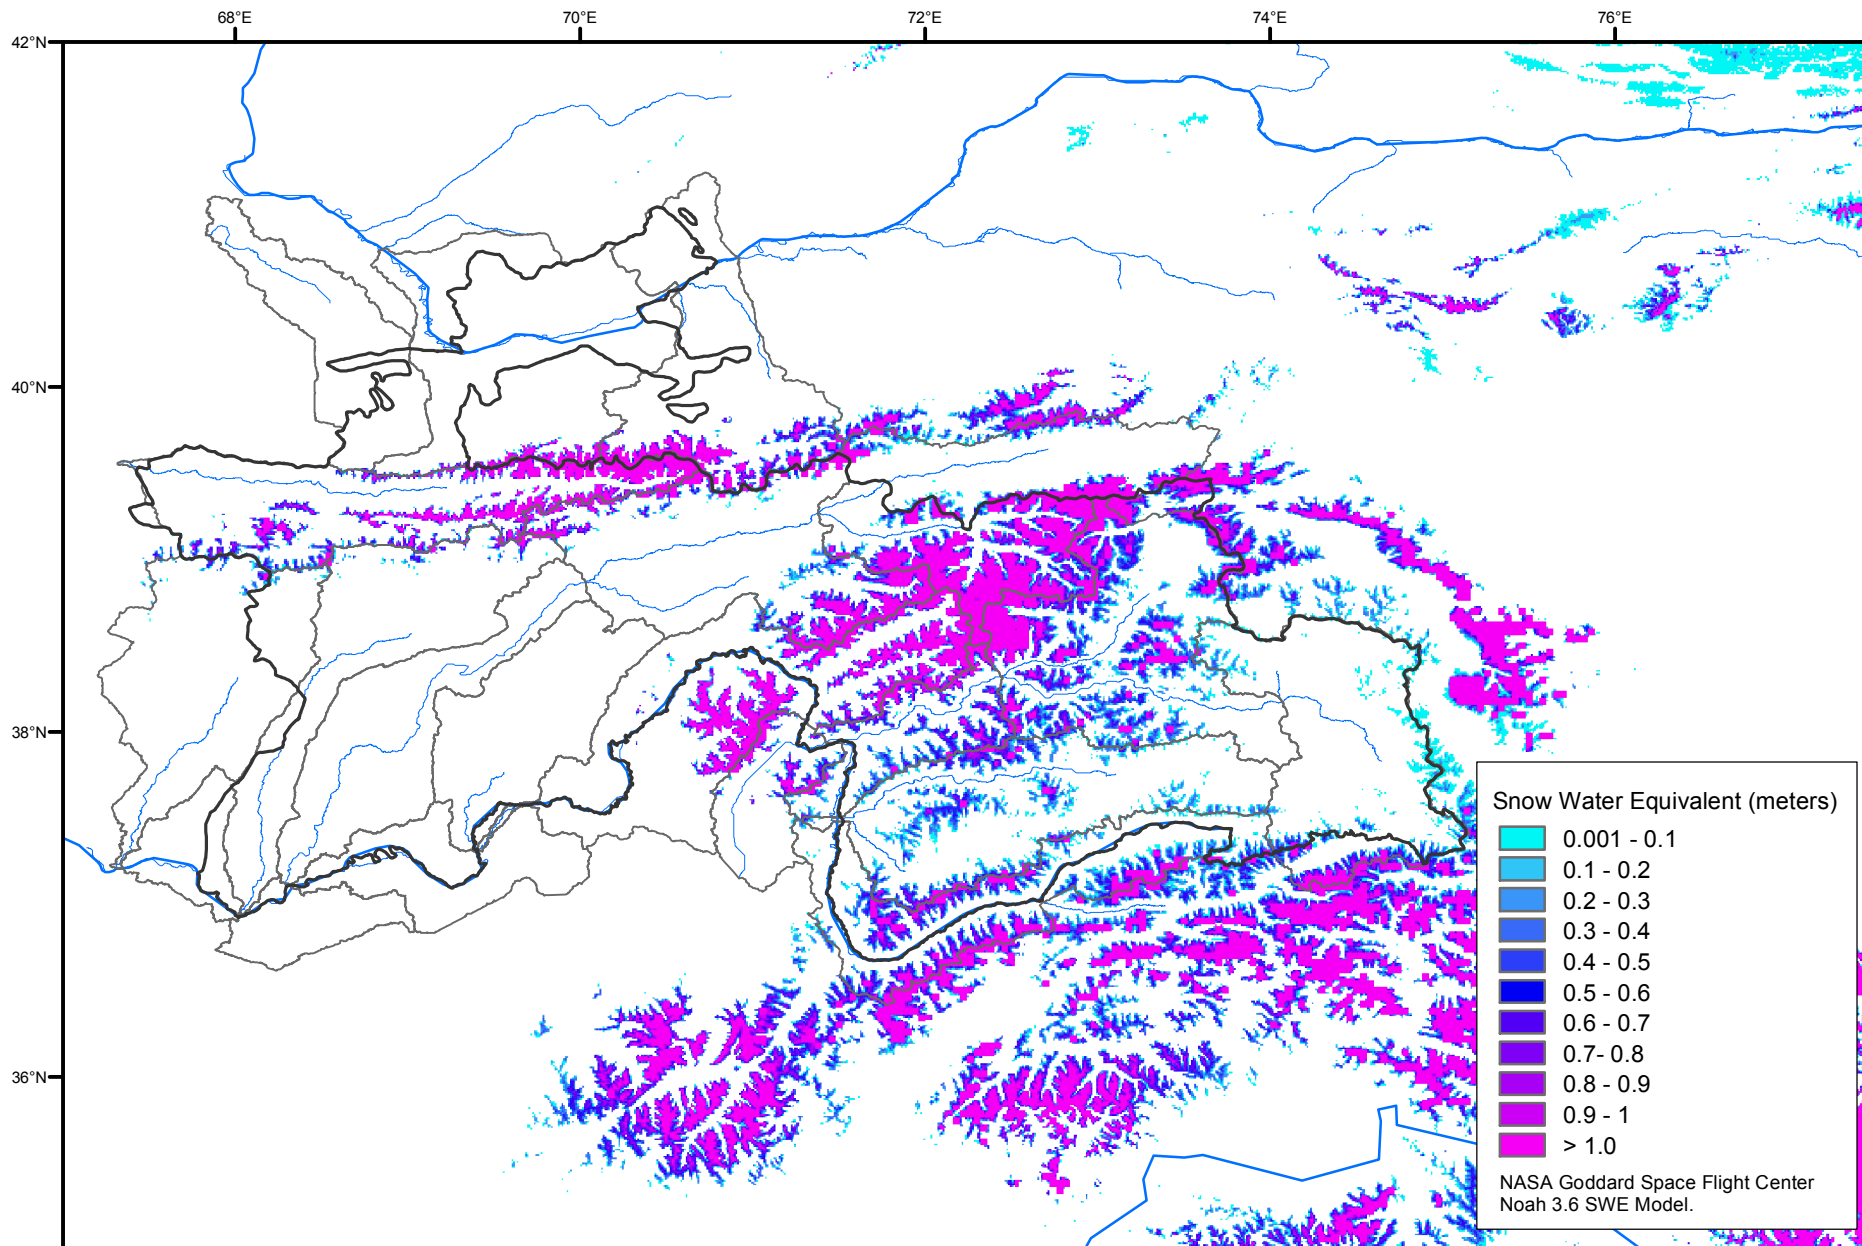 68°E 70°E 72°E 74°E 76°E
42°N
40°N
38°N
36°N
Snow Water Equivalent (meters)
0.001 - 0.1
0.1 - 0.2
0.2 - 0.3
0.3 - 0.4
0.4 - 0.5
0.5 - 0.6
0.6 - 0.7
0.7- 0.8
0.8 - 0.9
0.9 - 1
> 1.0
NASA Goddard Space Flight Center
Noah 3.6 SWE Model.